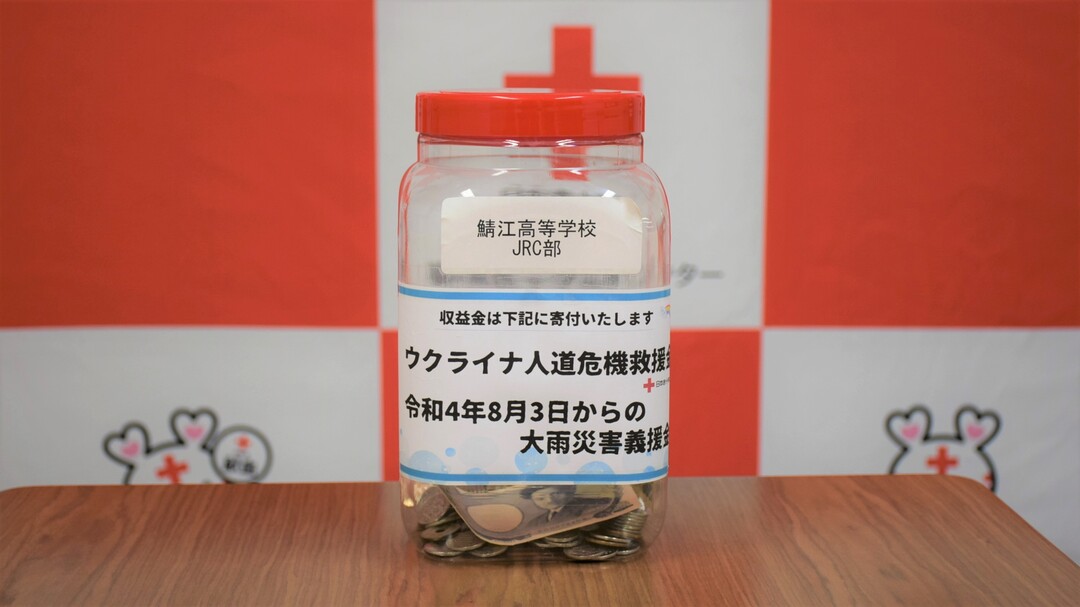 鯖江高等学校
JRC部
収益金は下記に寄付いたします
ウクライナ人道危機救援金
令和4年8月3日からの
大雨災害義援金